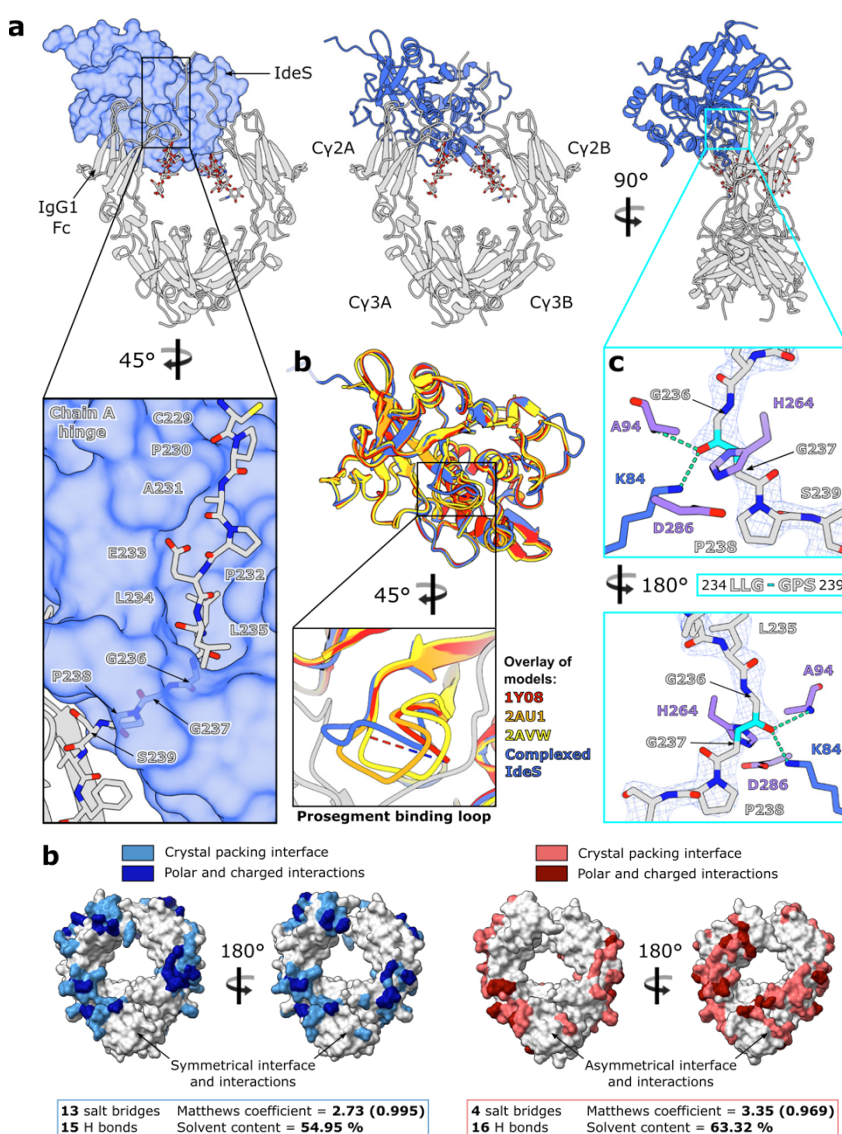 a
IdeS
IgG1
Fc
Cγ2A
Cγ2B
Cγ3A
Cγ3B
90°
45°
Chain A
hinge
C229
P230
A231
E233
P232
L234
L235
G236
P238
G237
S239
b
45°
Overlay of
models:
1Y08
2AU1
2AVW
Complexed
IdeS
Prosegment binding loop
c
G236
H264
A94
G237
K84
S239
D286
P238
180°
234 LLG - GPS 239
L235
G236
A94
H264
G237
K84
D286
P238
b
Crystal packing interface
Polar and charged interactions
180°
Symmetrical interface
and interactions
13 salt bridges Matthews coefficient = 2.73 (0.995)
15 H bonds Solvent content = 54.95 %
Crystal packing interface
Polar and charged interactions
180°
Asymmetrical interface
and interactions
4 salt bridges Matthews coefficient = 3.35 (0.969)
16 H bonds Solvent content = 63.32 %